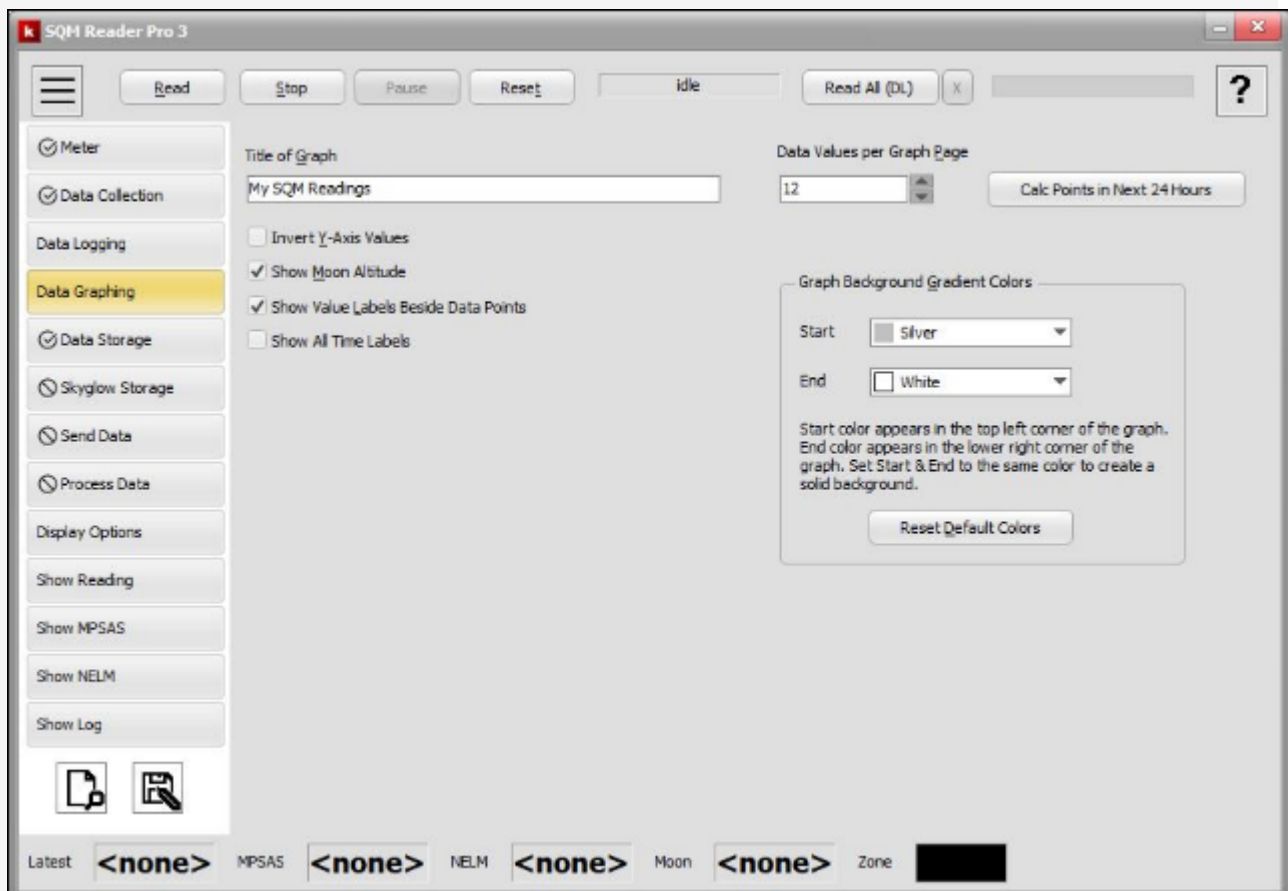 SQM Reader Pro 3
Read Stop Pause Reset idle Read All (DL) X ?
Meter
Data Collection
Data Logging
Data Graphing
Data Storage
Skyglow Storage
Send Data
Process Data
Display Options
Show Reading
Show MPSAS
Show NELM
Show Log
Title of Graph
My SQM Readings
Invert Y-Axis Values
Show Moon Altitude
Show Value Labels Beside Data Points
Show All Time Labels
Data Values per Graph Page
12 Calc Points in Next 24 Hours
Graph Background Gradient Colors
Start Silver
End White
Start color appears in the top left corner of the graph.
End color appears in the lower right corner of the
graph. Set Start & End to the same color to create a
solid background.
Reset Default Colors
Latest <none> MPSAS <none> NELM <none> Moon <none> Zone